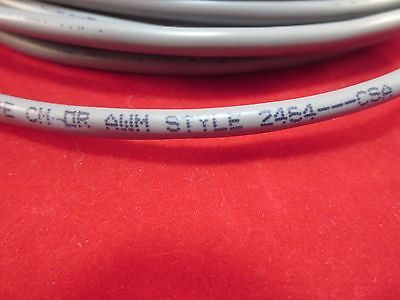 E CM-OR AWM STYLE 2464---CSA